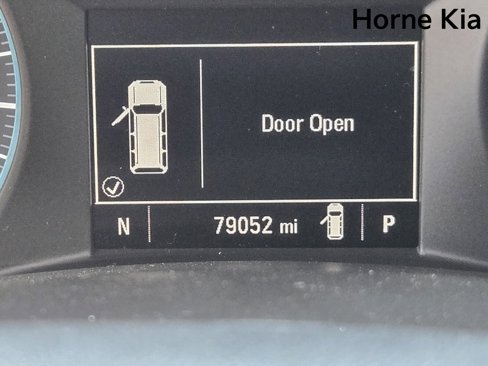 Horne Kia
Door Open
N 79052 mi P